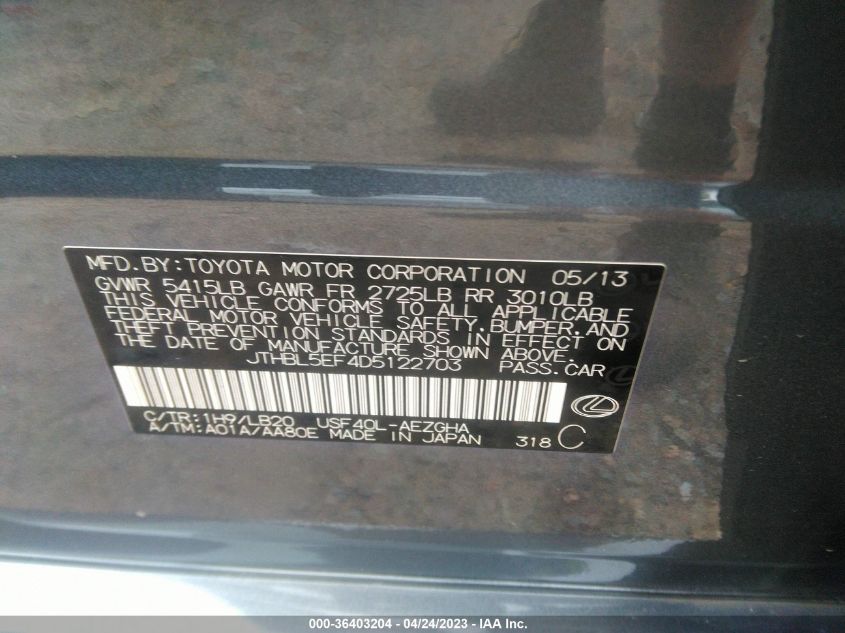 MFD.BY:TOYOTA MOTOR CORPORATION 05/13
GVWR 5415LB GAWR FR 2725LB RR 3010LB
THIS VEHICLE CONFORMS TO ALL APPLICABLE
FEDERAL MOTOR VEHICLE SAFETY,BUMPER,AND
THEFT PREVENTION STANDARDS IN EFFECT ON
THE DATE OF MANUFACTURE SHOWN ABOVE.
JTHBL5EF4D5122703 PASS.CAR
C/TR:1H9/LB20 USF40L-AEZGHA
A/TM:A01A/AA80E MADE IN JAPAN 318 C
000-36403204 - 04/24/2023 - IAA Inc.